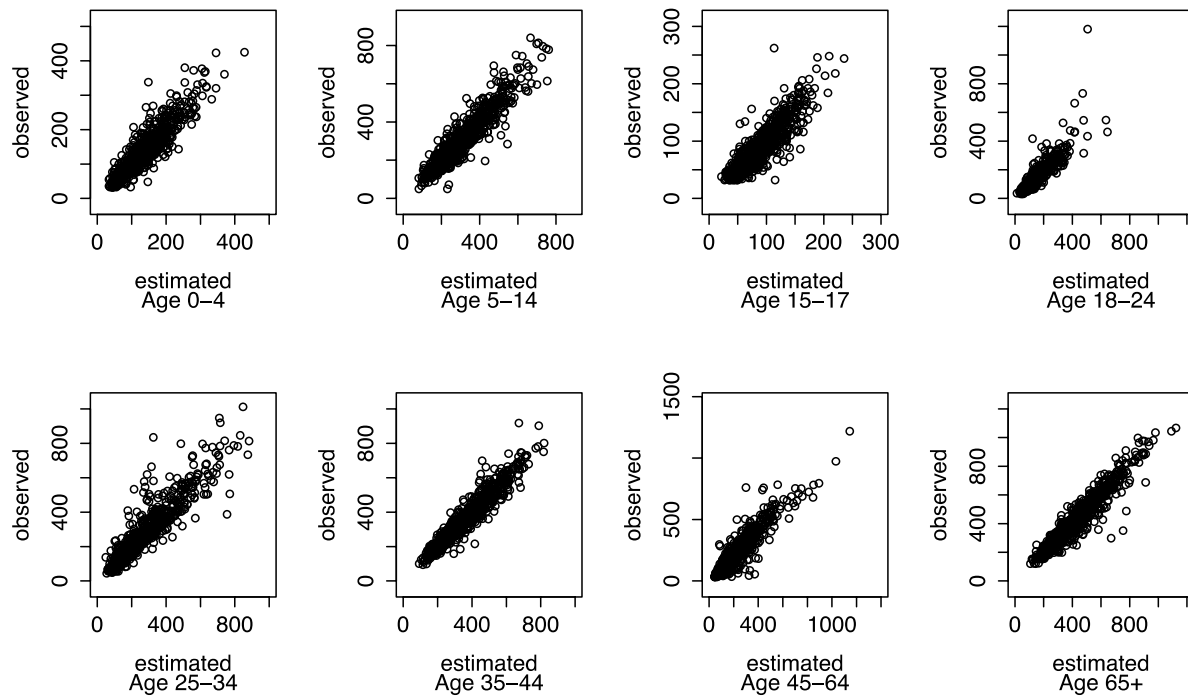 400
200
0
observed
0 200 400
estimated
Age 0–4
800
400
0
observed
0 400 800
estimated
Age 5–14
300
200
100
0
observed
0 100 200 300
estimated
Age 15–17
800
400
0
observed
0 400 800
estimated
Age 18–24
800
400
0
observed
0 400 800
estimated
Age 25–34
800
400
0
observed
0 400 800
estimated
Age 35–44
1500
500
0
observed
0 400 1000
estimated
Age 45–64
800
400
0
observed
0 400 800
estimated
Age 65+